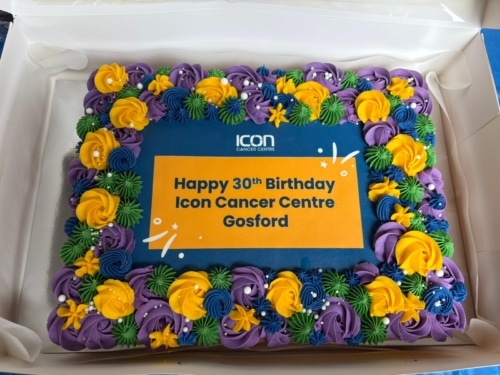 ICON
CANCER CENTRE
Happy 30th Birthday
Icon Cancer Centre
Gosford